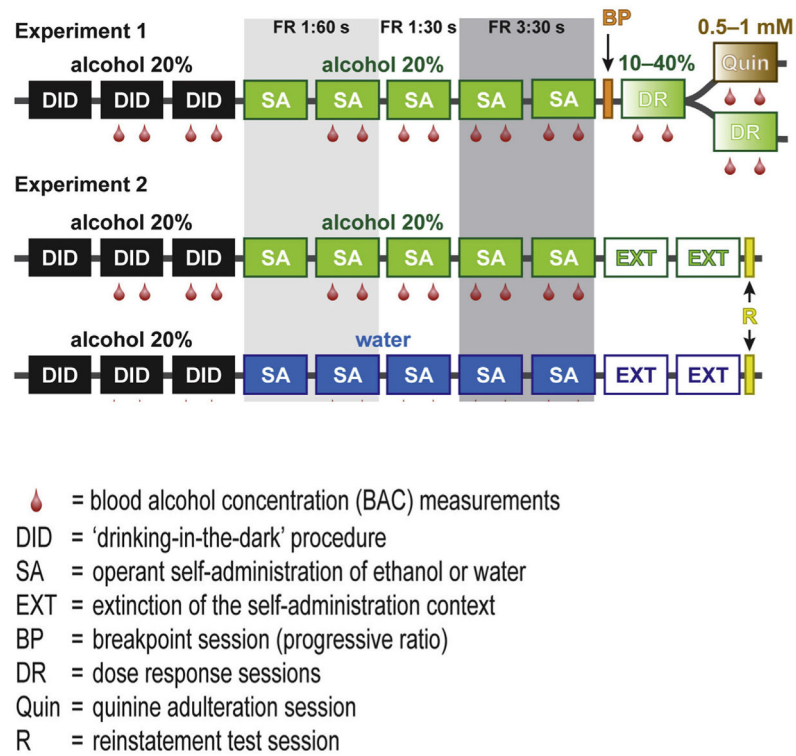 Experiment 1
FR 1:60 s FR 1:30 s FR 3:30 s
BP
0.5–1 mM
alcohol 20% alcohol 20% 10–40%
DID DID DID SA SA SA SA SA DR Quin
DR
Experiment 2
alcohol 20% alcohol 20%
DID DID DID SA SA SA SA SA EXT EXT
R
alcohol 20% water
DID DID DID SA SA SA SA SA EXT EXT
= blood alcohol concentration (BAC) measurements
DID = ‘drinking-in-the-dark’ procedure
SA = operant self-administration of ethanol or water
EXT = extinction of the self-administration context
BP = breakpoint session (progressive ratio)
DR = dose response sessions
Quin = quinine adulteration session
R = reinstatement test session